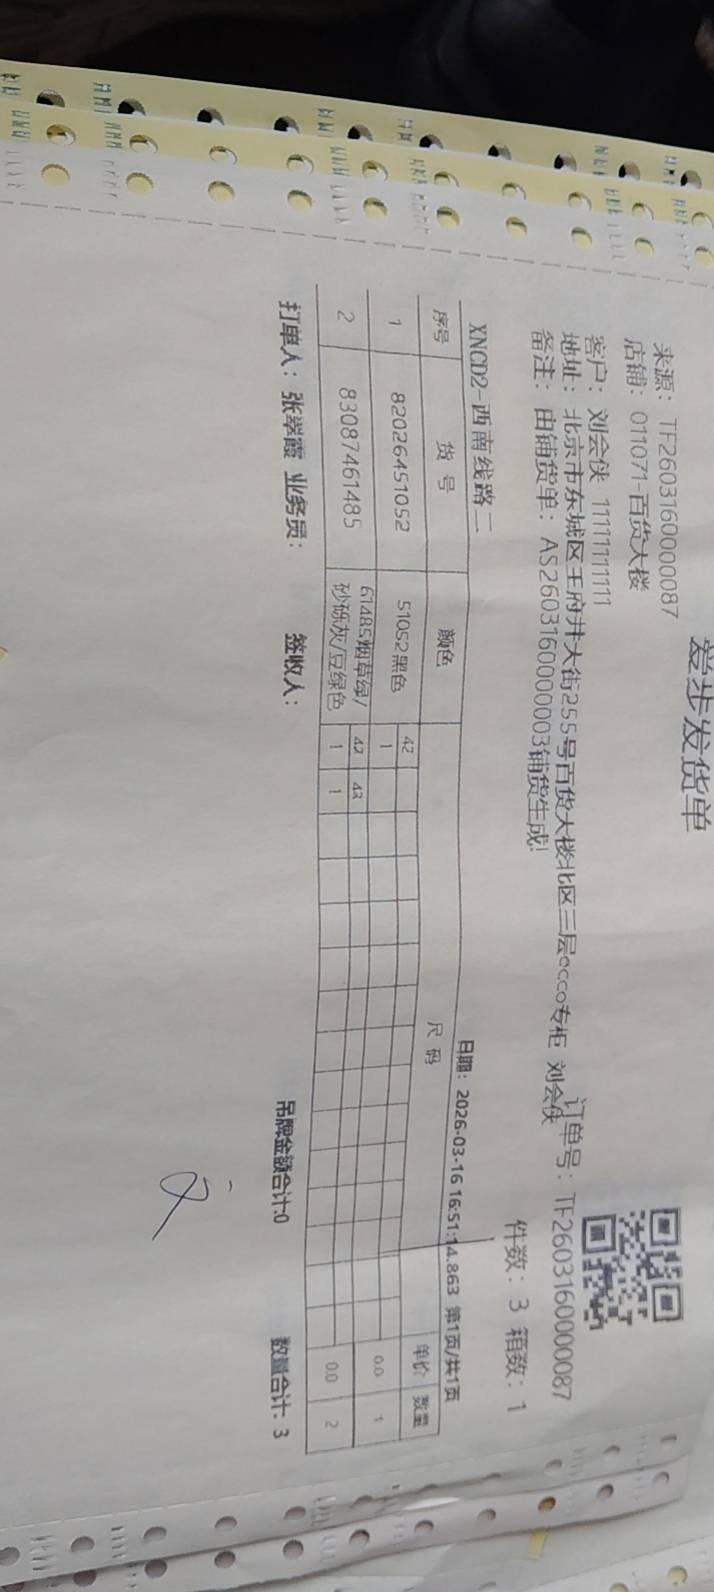 爱步发货单
来源：TF2603160000087
店铺：011071-百货大楼
订单号：TF2603160000087
客户：刘会侠 11111111111
地址：北京市东城区王府井大街255号百货大楼北区三层ecco专柜 刘会侠
备注：由铺货单：AS2603160000003铺货生成!
件数：3 箱数：1
XNCD2-西南线路二
日期：2026-03-16 16:51:14.863 第1页/共1页
序号 货号 颜色 尺码 单价 数量
1 82026451052 51052黑色 42 0.0 1
1
2 83087461485 61485烟草绿/砂砾灰/豆绿色 42 43 0.0 2
1 1
打单人：张翠霞 业务员： 签收人： 吊牌金额合计:0 数量合计: 3